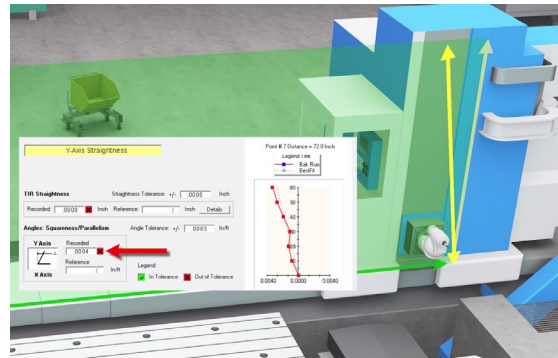 Y-Axis Straightness
Point # 7 Distance = 72.0 Inch
Legend Title
Bak Run
BestFit
TIR Straightness
Straightness Tolerance: +/- .0005 Inch
Recorded: .0008 Inch Reference: Inch Details
Angles: Squareness/Parallelism
Angle Tolerance: +/- .0003 In/ft
Y Axis
X Axis
Recorded
.0004
Reference
In/ft
Legend:
In Tolerance Out of Tolerance
60
50
40
30
20
10
0
0.0040 0.0000 0.0040